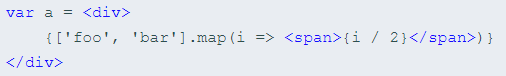 var a = <div>
    {['foo', 'bar'].map(i => <span>{i / 2}</span>)}
</div>